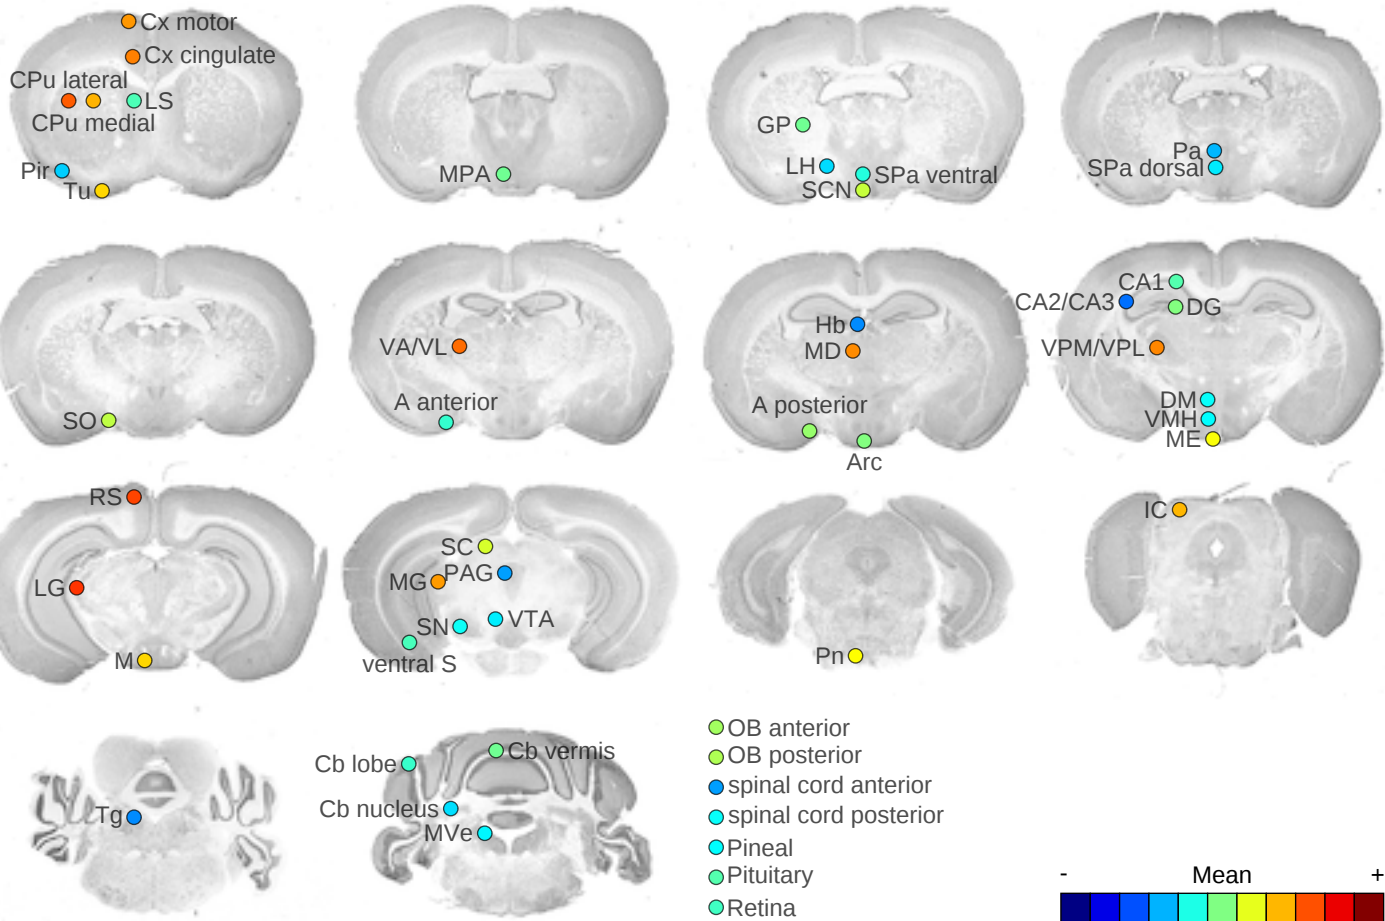 Cx motor
Cx cingulate
CPu lateral
LS
CPu medial
Pir
Tu
MPA
GP
LH
SPa ventral
SCN
Pa
SPa dorsal
SO
VA/VL
A anterior
Hb
MD
A posterior
Arc
CA1
CA2/CA3
DG
VPM/VPL
DM
VMH
ME
RS
LG
M
SC
MG
PAG
SN
VTA
ventral S
Pn
IC
Tg
Cb lobe
Cb vermis
Cb nucleus
MVe
OB anterior
OB posterior
spinal cord anterior
spinal cord posterior
Pineal
Pituitary
Retina
- Mean +